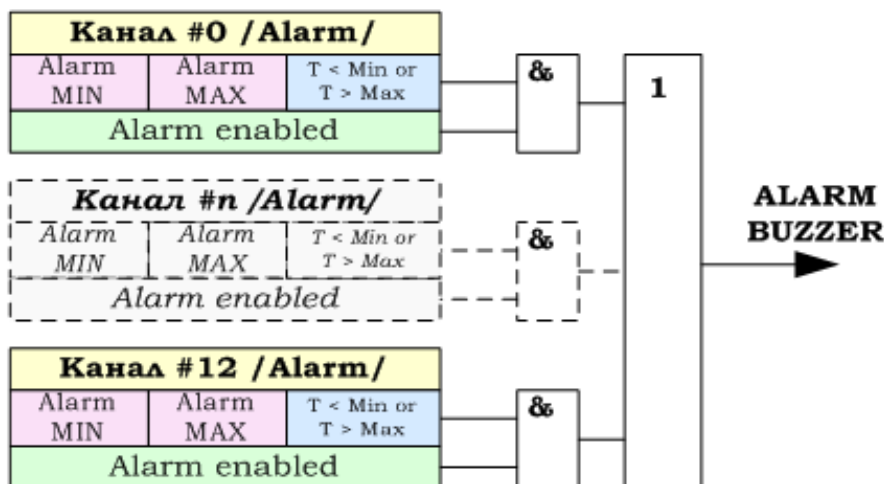 Канал #0 /Alarm/
Alarm MIN
Alarm MAX
T < Min or
T > Max
Alarm enabled
&
1
Канал #n /Alarm/
Alarm MIN
Alarm MAX
T < Min or
T > Max
Alarm enabled
&
ALARM
BUZZER
Канал #12 /Alarm/
Alarm MIN
Alarm MAX
T < Min or
T > Max
Alarm enabled
&